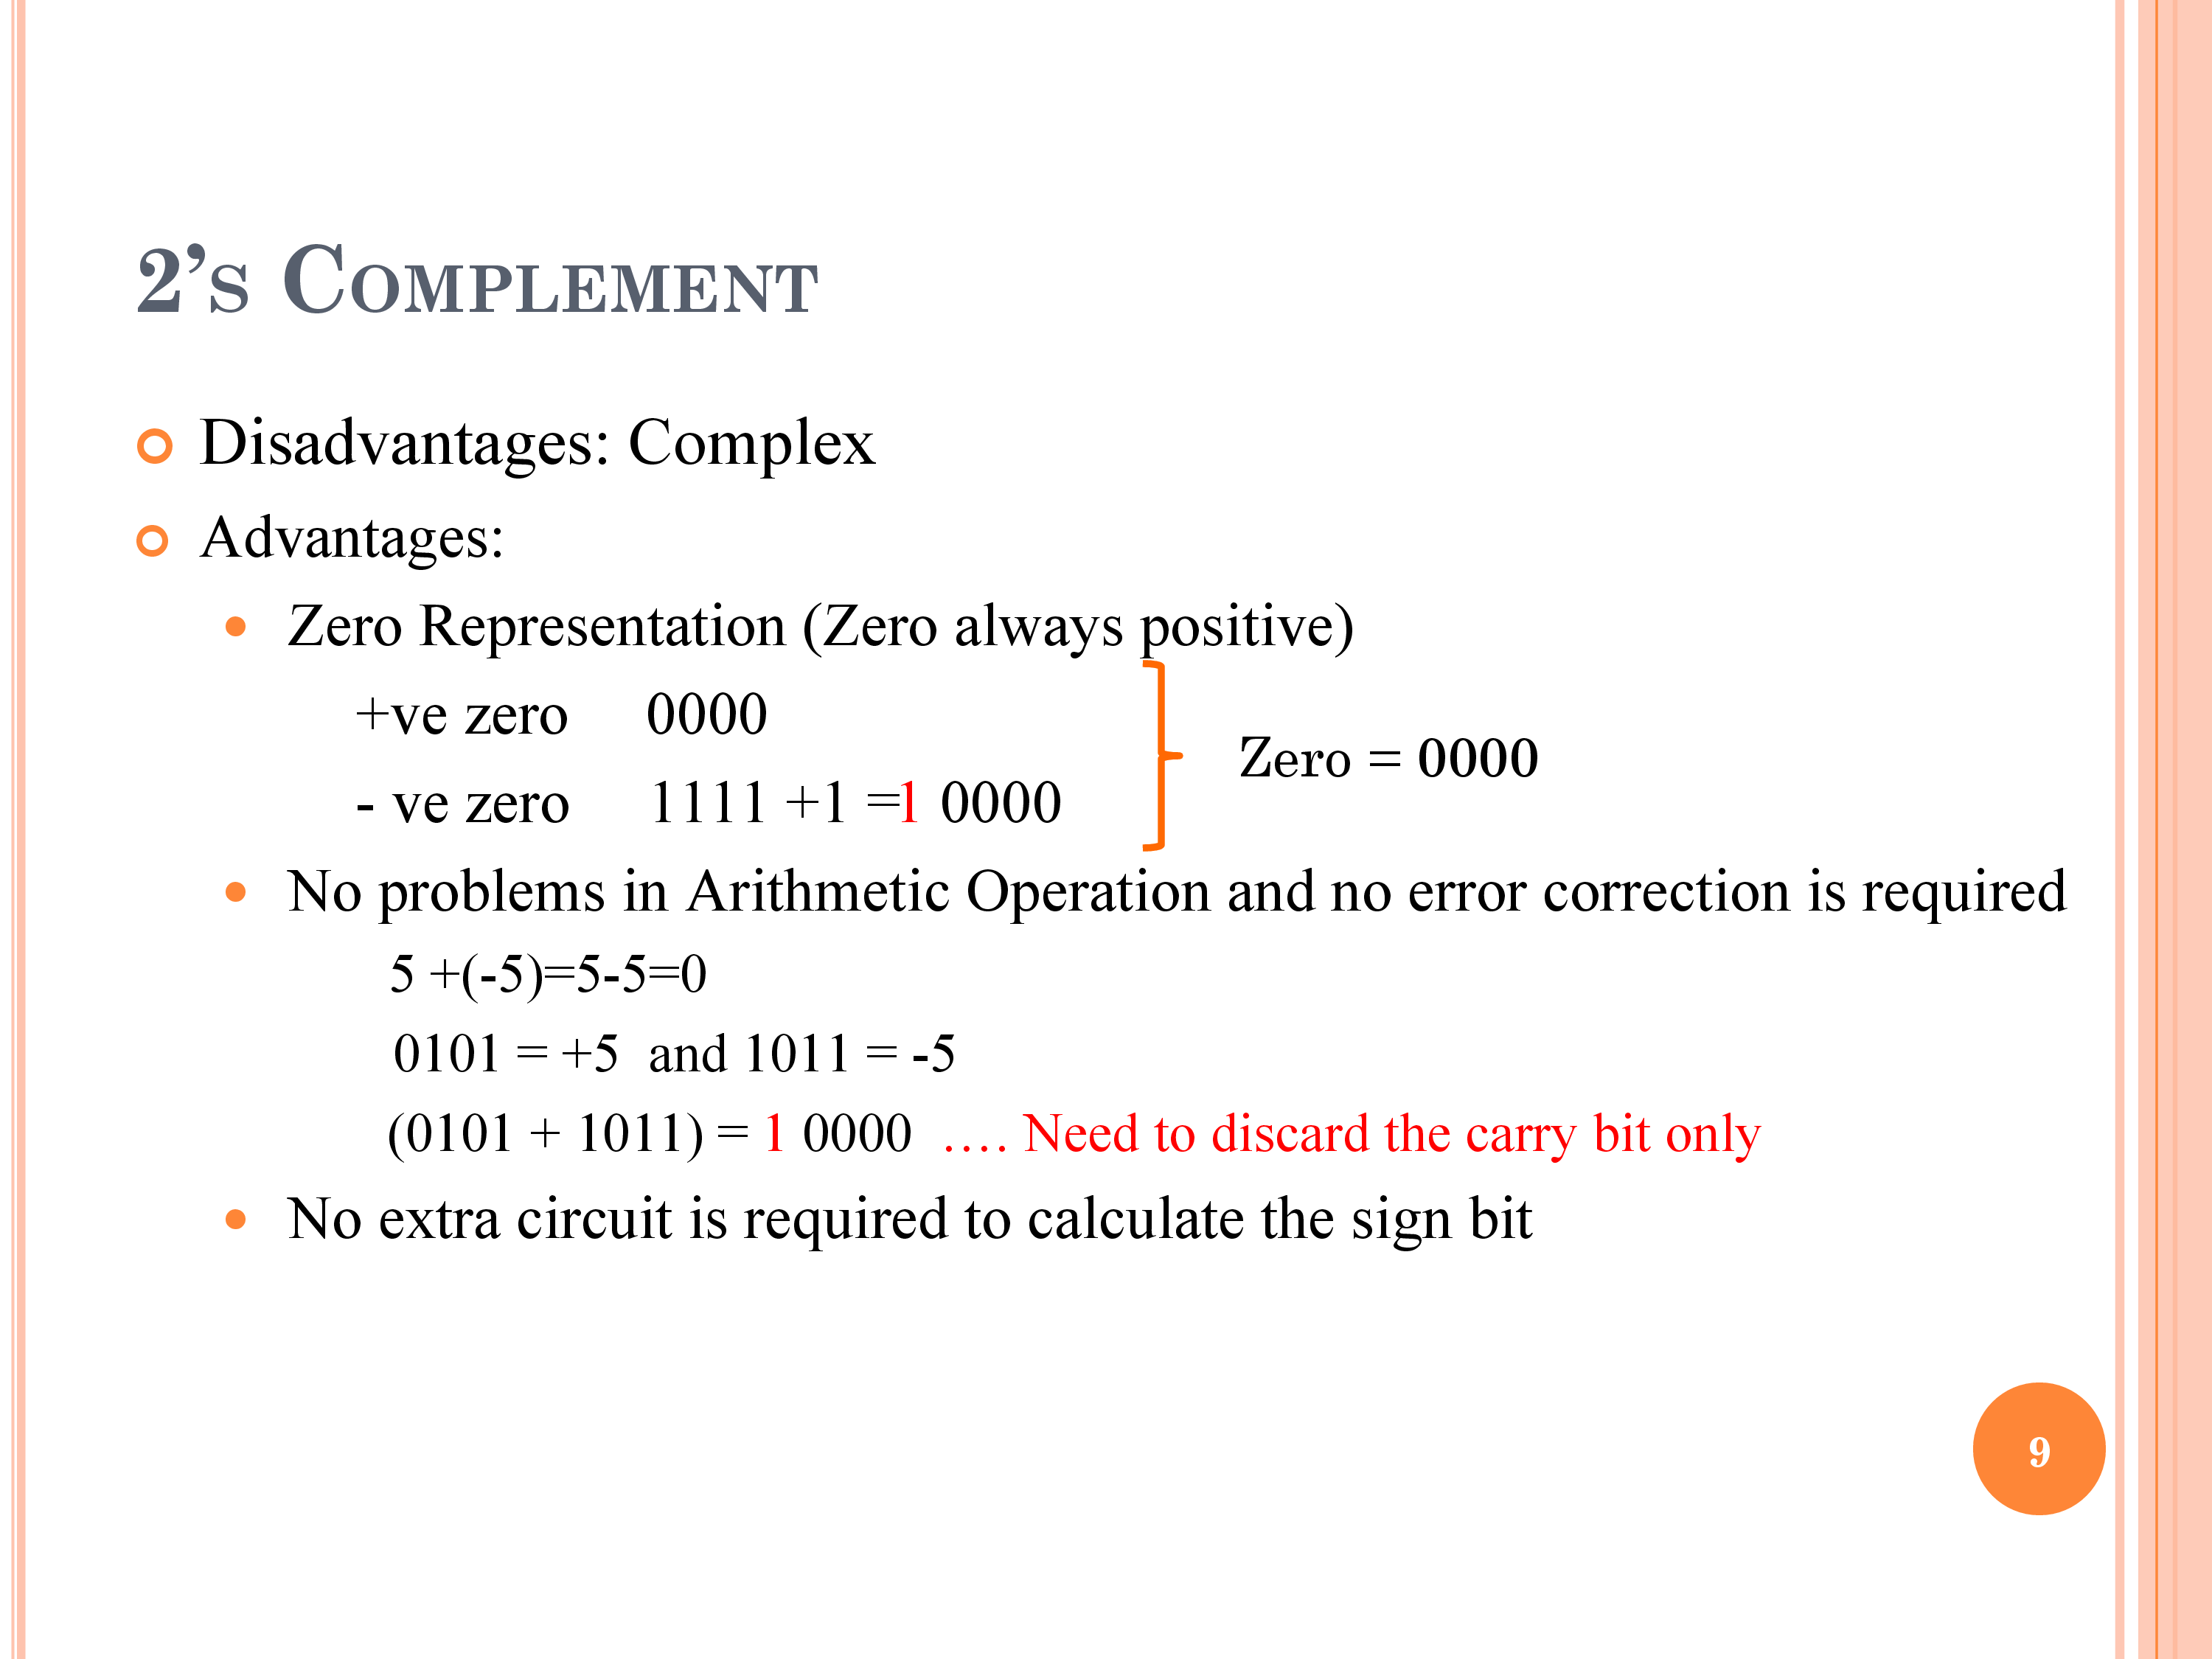 2's Complement
Disadvantages: Complex
Advantages:
Zero Representation (Zero always positive)
+ve zero 0000
- ve zero 1111 +1 =1 0000
Zero = 0000
No problems in Arithmetic Operation and no error correction is required
5 +(-5)=5-5=0
0101 = +5 and 1011 = -5
(0101 + 1011) = 1 0000 .... Need to discard the carry bit only
No extra circuit is required to calculate the sign bit
9